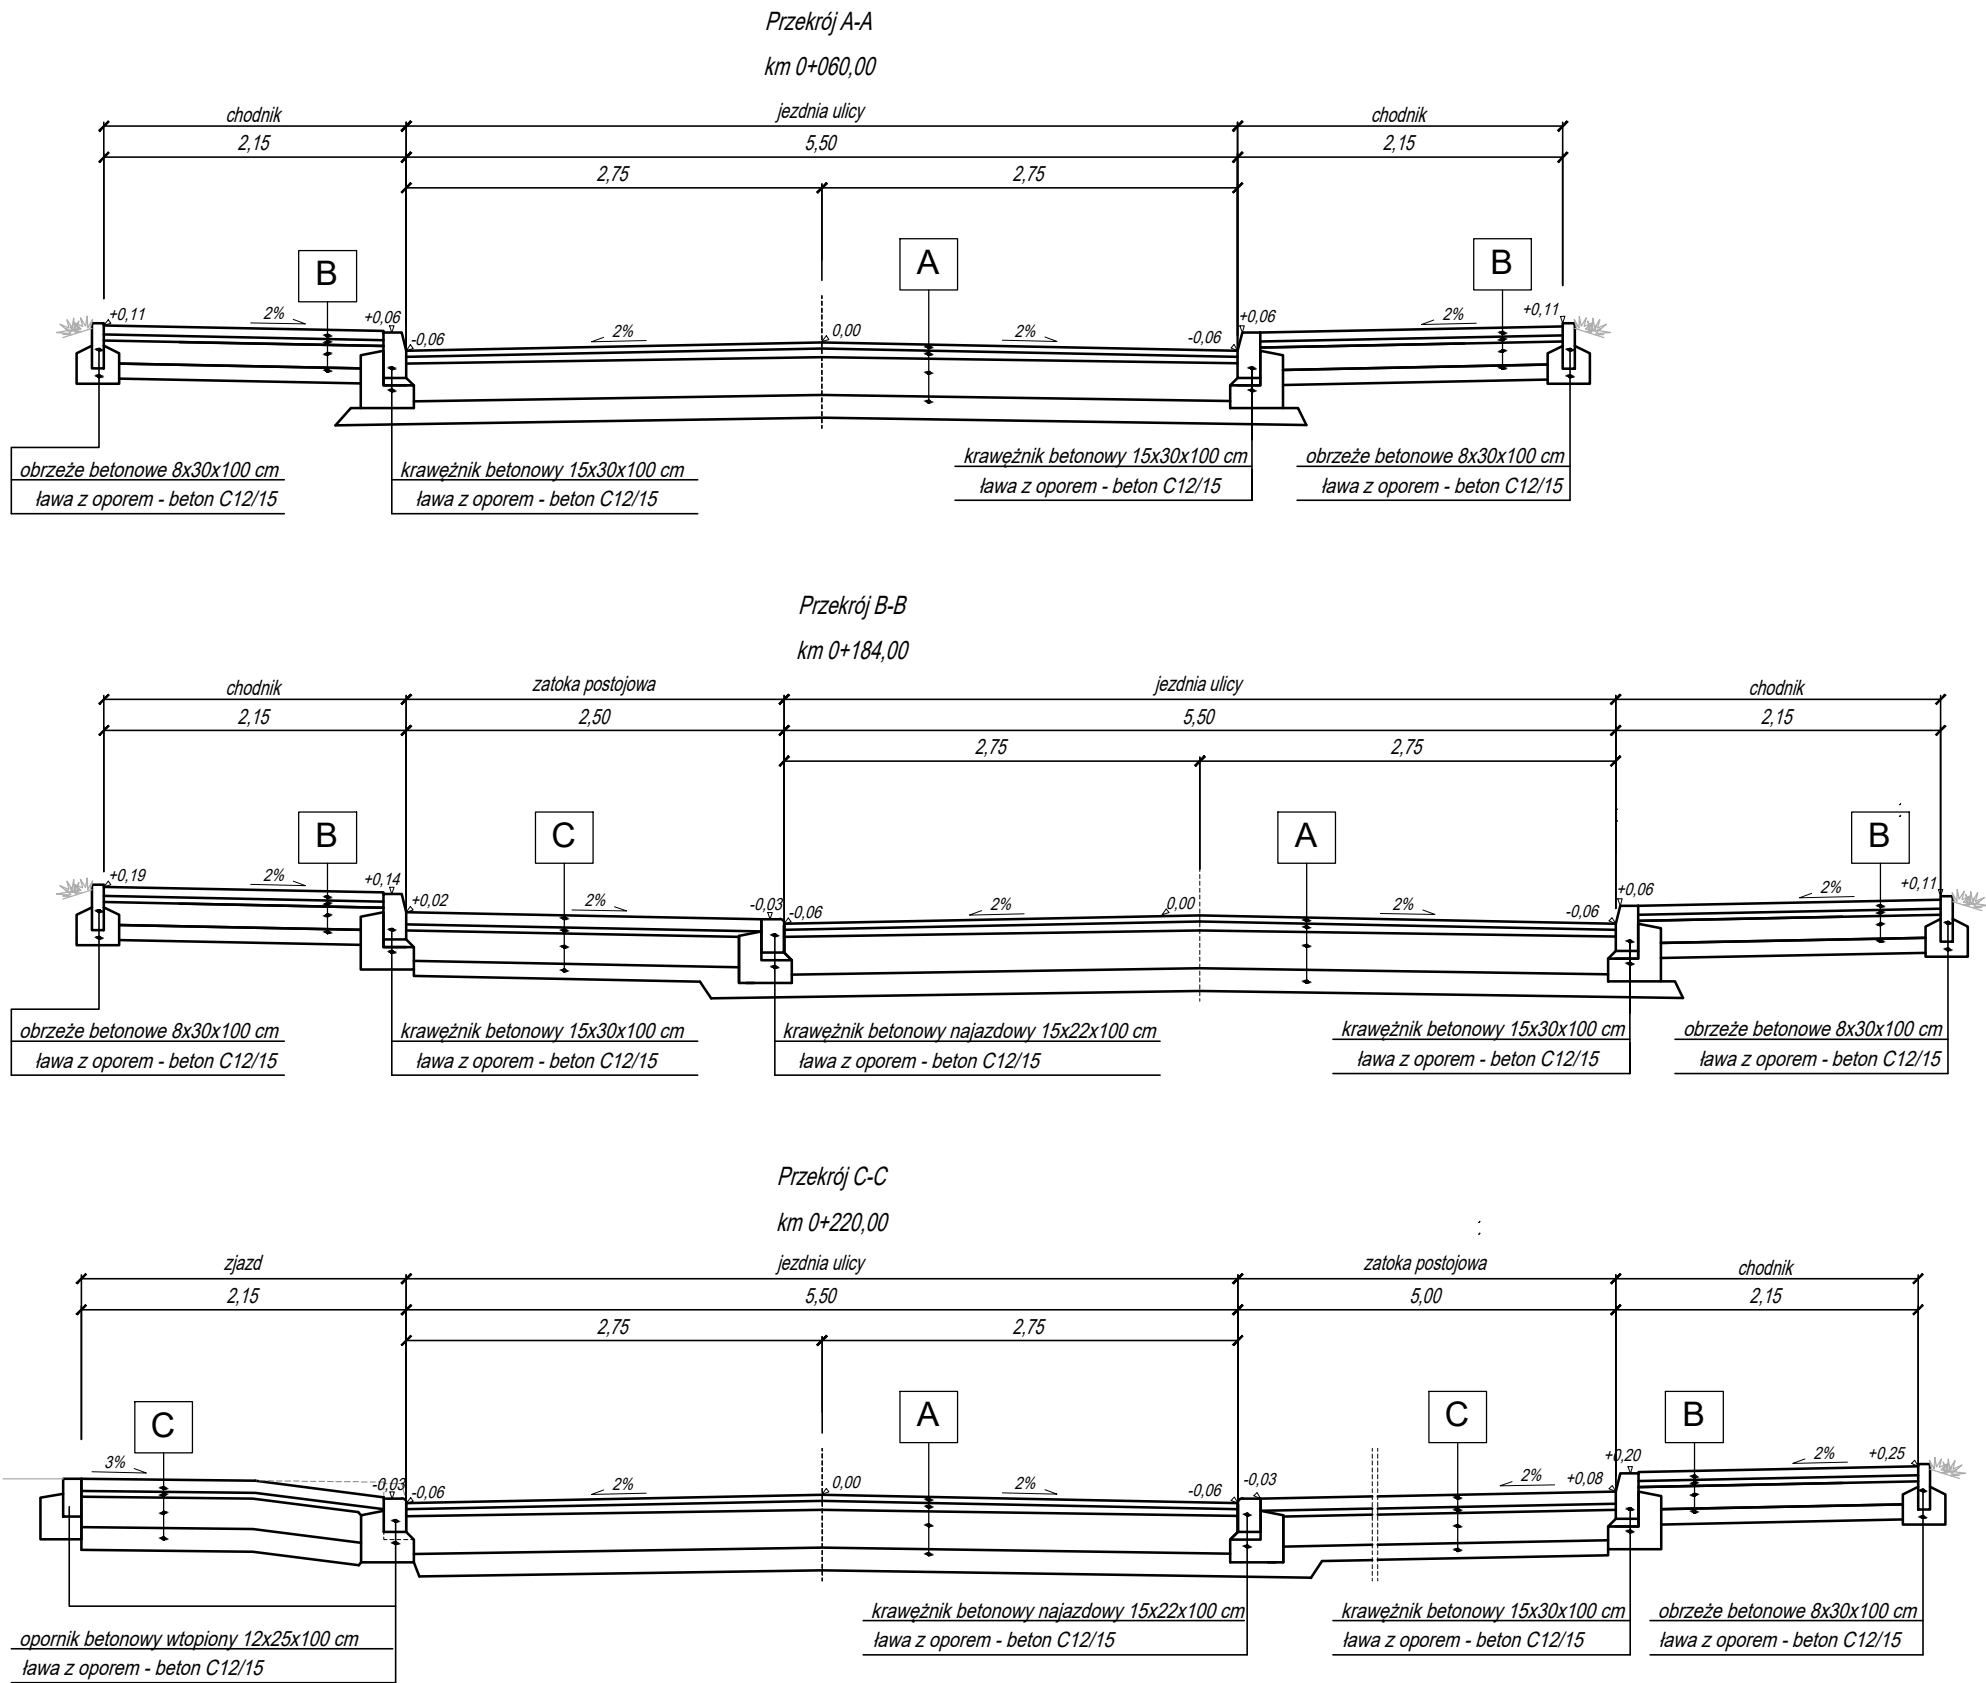 Przekrój A-A
km 0+060,00
chodnik jezdnia ulicy chodnik
2,15 5,50 2,15
2,75 2,75
B A B
+0,11 2% +0,06 -0,06 2% 0,00 2% -0,06 +0,06 2% +0,11
obrzeże betonowe 8x30x100 cm krawężnik betonowy 15x30x100 cm krawężnik betonowy 15x30x100 cm obrzeże betonowe 8x30x100 cm
ława z oporem - beton C12/15 ława z oporem - beton C12/15 ława z oporem - beton C12/15 ława z oporem - beton C12/15
Przekrój B-B
km 0+184,00
chodnik zatoka postojowa jezdnia ulicy chodnik
2,15 2,50 5,50 2,15
2,75 2,75
B C A B
+0,19 2% +0,14 +0,02 2% -0,03 -0,06 2% 0,00 2% -0,06 +0,06 2% +0,11
obrzeże betonowe 8x30x100 cm krawężnik betonowy 15x30x100 cm krawężnik betonowy najazdowy 15x22x100 cm krawężnik betonowy 15x30x100 cm obrzeże betonowe 8x30x100 cm
ława z oporem - beton C12/15 ława z oporem - beton C12/15 ława z oporem - beton C12/15 ława z oporem - beton C12/15 ława z oporem - beton C12/15
Przekrój C-C
km 0+220,00
zjazd jezdnia ulicy zatoka postojowa chodnik
2,15 5,50 5,00 2,15
2,75 2,75
C A C B
3% -0,03 -0,06 2% 0,00 2% -0,06 -0,03 2% +0,08 +0,20 2% +0,25
krawężnik betonowy najazdowy 15x22x100 cm krawężnik betonowy 15x30x100 cm obrzeże betonowe 8x30x100 cm
ława z oporem - beton C12/15 ława z oporem - beton C12/15 ława z oporem - beton C12/15
opornik betonowy wtopiony 12x25x100 cm
ława z oporem - beton C12/15